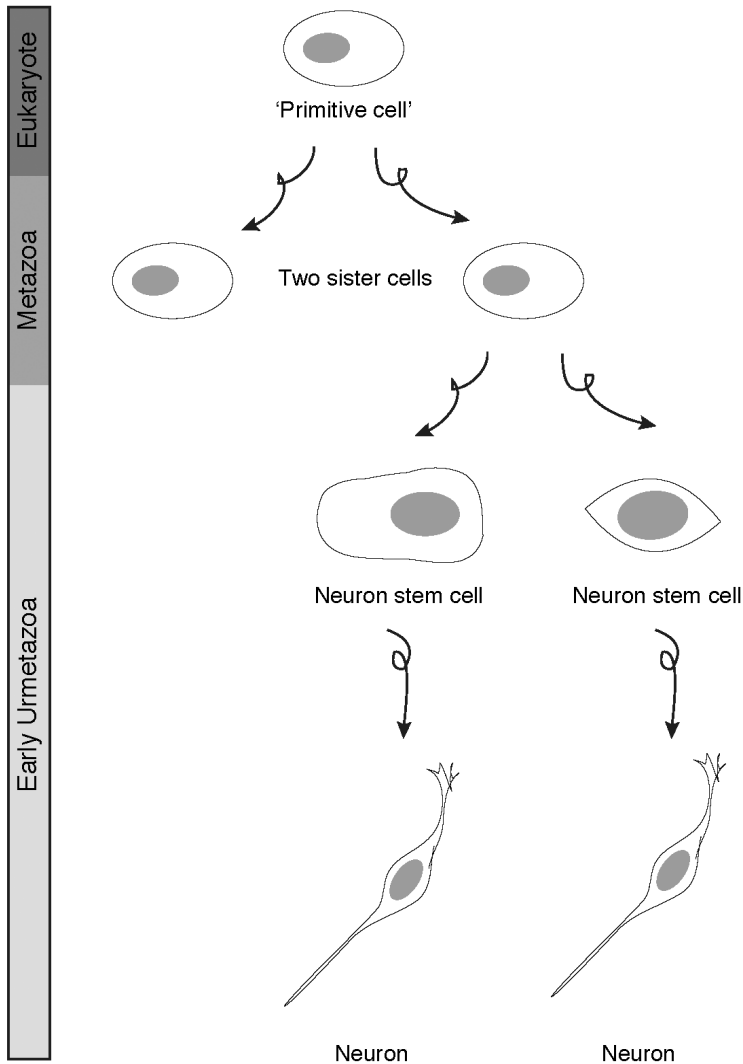 Eukaryote
'Primitive cell'
Metazoa
Two sister cells
Early Urmetazoa
Neuron stem cell
Neuron stem cell
Neuron
Neuron